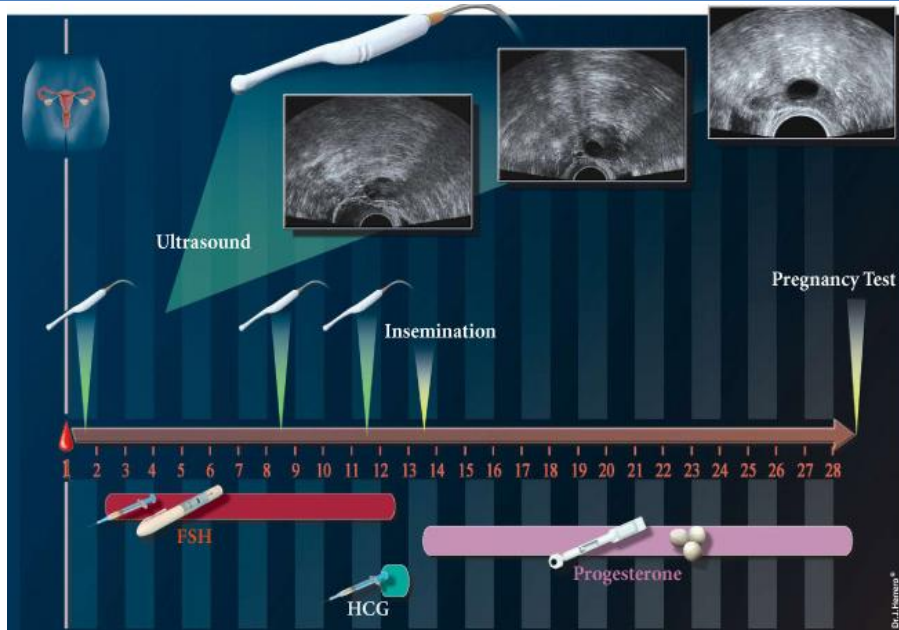 Ultrasound
Pregnancy Test
Insemination
1 2 3 4 5 6 7 8 9 10 11 12 13 14 15 16 17 18 19 20 21 22 23 24 25 26 27 28
FSH
Progesterone
HCG
Dr.J.Herrero®